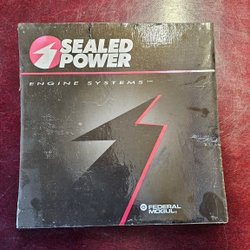 SEALED
POWER
ENGINE SYSTEMS
FEDERAL
MOGUL